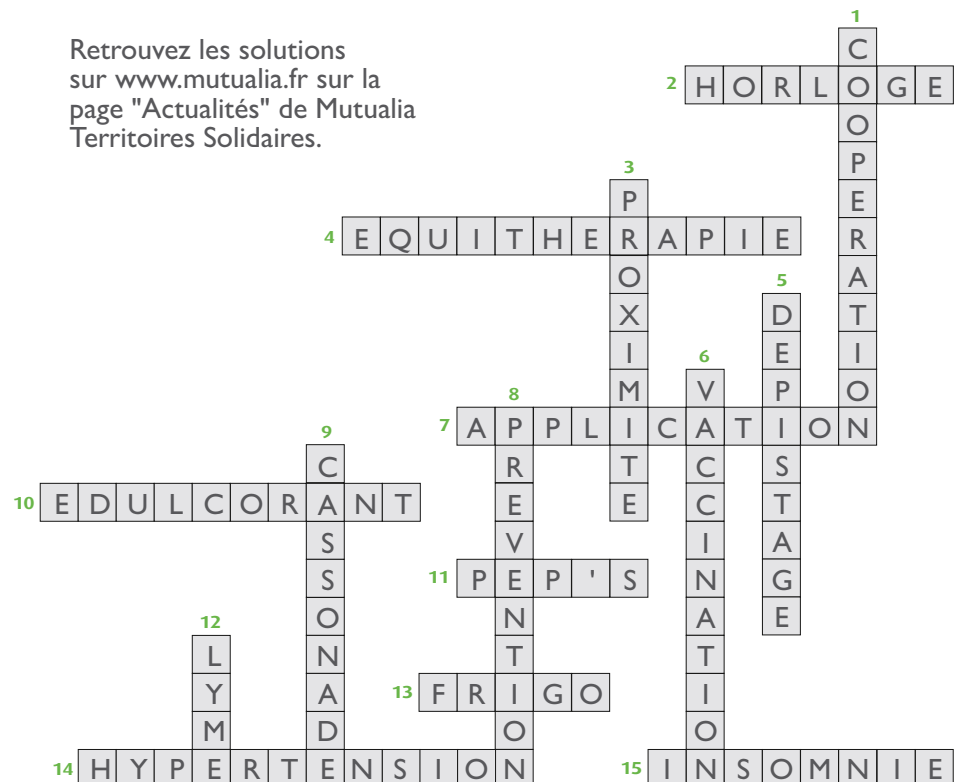 Retrouvez les solutions
sur www.mutualia.fr sur la
page "Actualités" de Mutualia
Territoires Solidaires.
1 COOPERATION
2 HORLOGE
3 PROXIMITE
4 EQUITHERAPIE
5 DEPISTAGE
6 VACCINATION
7 APPLICATION
8 PREVENTION
9 CASSONADE
10 EDULCORANT
11 PEP'S
12 LYME
13 FRIGO
14 HYPERTENSION
15 INSOMNIE